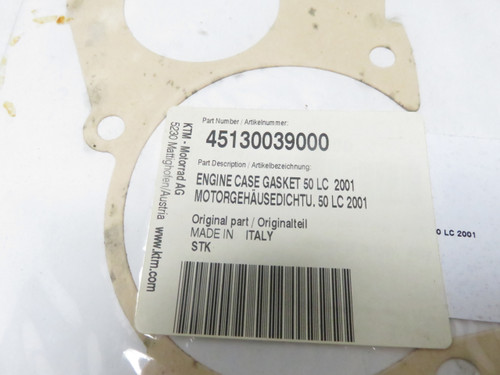 KTM - Motorrad AG
5230 Mattighofen/Austria
www.ktm.com
Part Number / Artikelnummer:
45130039000
Part Description / Artikelbezeichnung:
ENGINE CASE GASKET 50 LC 2001
MOTORGEHÄUSEDICHTU. 50 LC 2001
Original part / Originalteil
MADE IN ITALY
STK
0 LC 2001